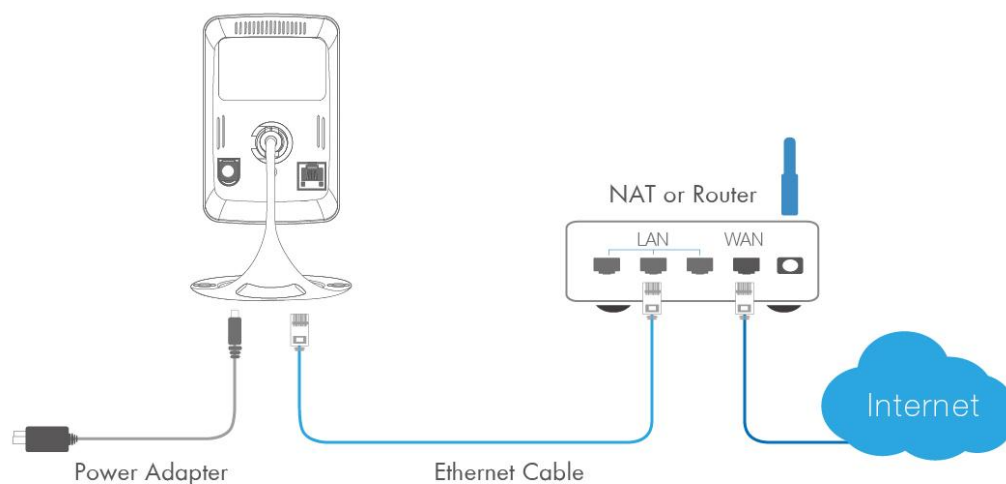 NAT or Router
LAN
WAN
Internet
Power Adapter
Ethernet Cable